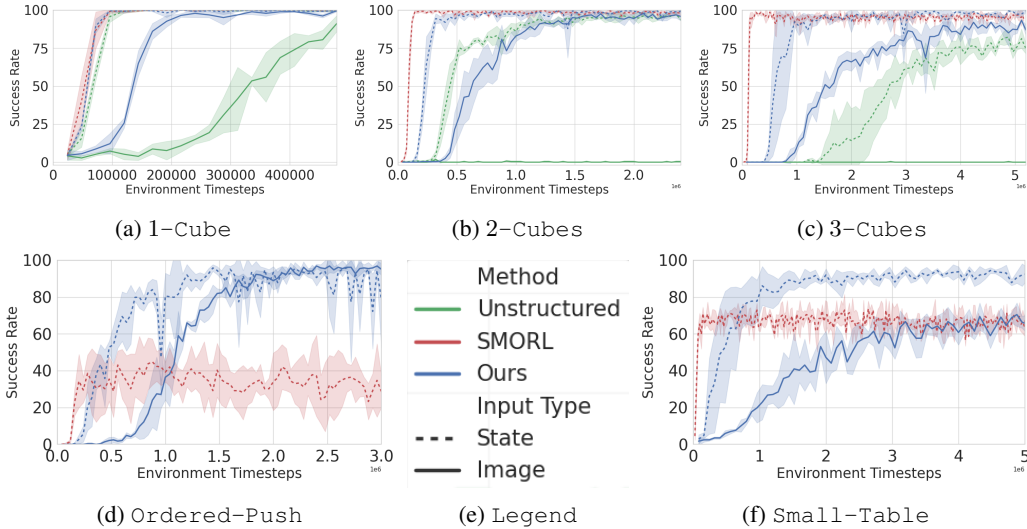 100
75
50
25
0
Success Rate
100000 200000 300000 400000
Environment Timesteps
(a) 1-Cube
100
75
50
25
0
Success Rate
0.0 0.5 1.0 1.5 2.0
1e6
Environment Timesteps
(b) 2-Cubes
100
75
50
25
0
Success Rate
0 1 2 3 4 5
1e6
Environment Timesteps
(c) 3-Cubes
100
80
60
40
20
0
Success Rate
0.0 0.5 1.0 1.5 2.0 2.5 3.0
1e6
Environment Timesteps
(d) Ordered-Push
Method
Unstructured
SMORL
Ours
Input Type
State
Image
(e) Legend
100
80
60
40
20
0
Success Rate
0 1 2 3 4 5
1e6
Environment Timesteps
(f) Small-Table